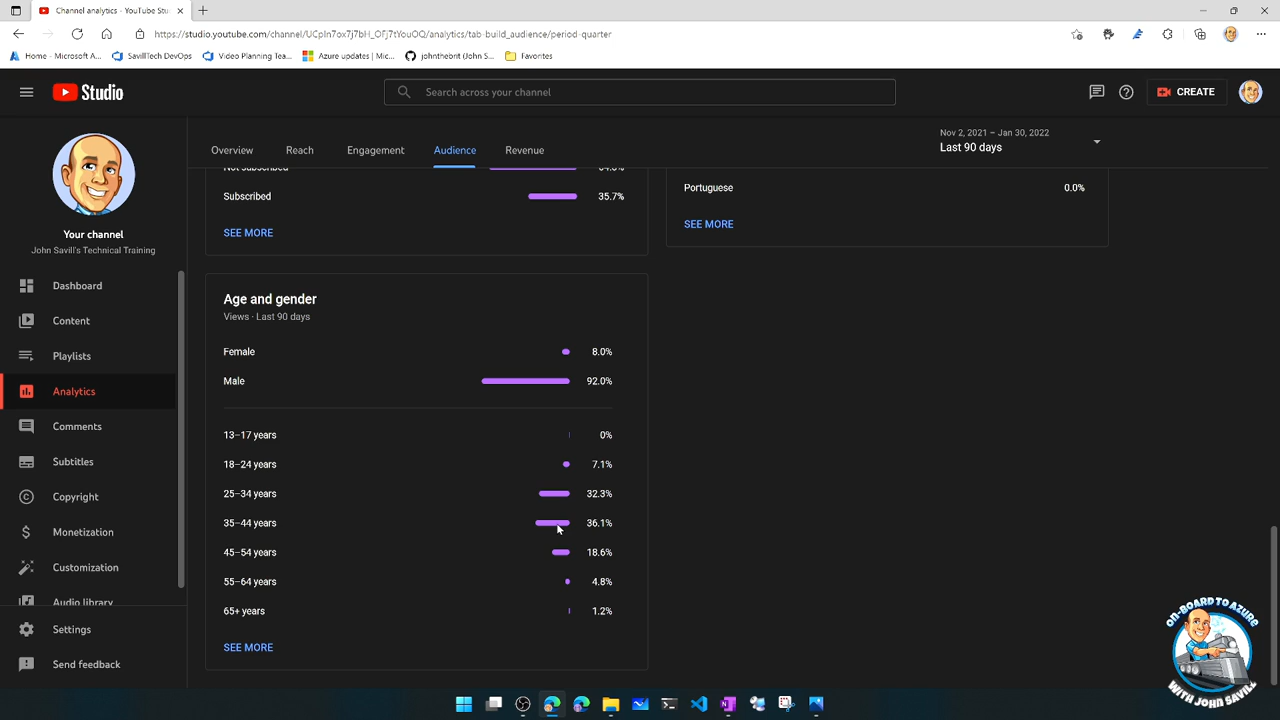 Channel analytics - YouTube Stu
https://studio.youtube.com/channel/UCpIn7ox7j7bH_OFj7tYouOQ/analytics/tab-build_audience/period-quarter
Home - Microsoft A...
SavillTech DevOps
Video Planning Tea...
Azure updates | Mic...
johnthebrit (John S...
Favorites
Studio
Search across your channel
CREATE
Your channel
John Savill's Technical Training
Dashboard
Content
Playlists
Analytics
Comments
Subtitles
Copyright
Monetization
Customization
Audio library
Settings
Send feedback
Overview
Reach
Engagement
Audience
Revenue
Nov 2, 2021 – Jan 30, 2022
Last 90 days
Not subscribed
Subscribed 35.7%
SEE MORE
Portuguese 0.0%
SEE MORE
Age and gender
Views · Last 90 days
Female 8.0%
Male 92.0%
13–17 years 0%
18–24 years 7.1%
25–34 years 32.3%
35–44 years 36.1%
45–54 years 18.6%
55–64 years 4.8%
65+ years 1.2%
SEE MORE
ON-BOARD TO AZURE
WITH JOHN SAVILL